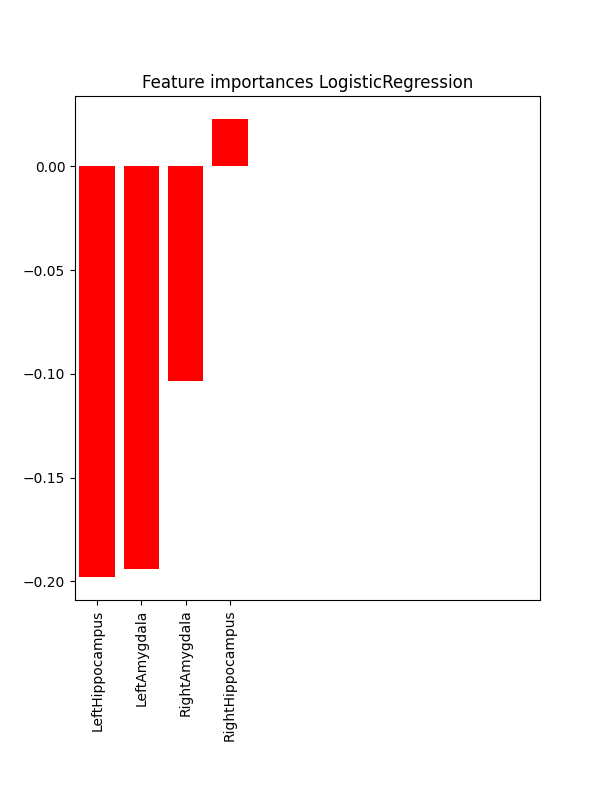 Feature importances LogisticRegression
0.00
−0.05
−0.10
−0.15
−0.20
LeftHippocampus
LeftAmygdala
RightAmygdala
RightHippocampus